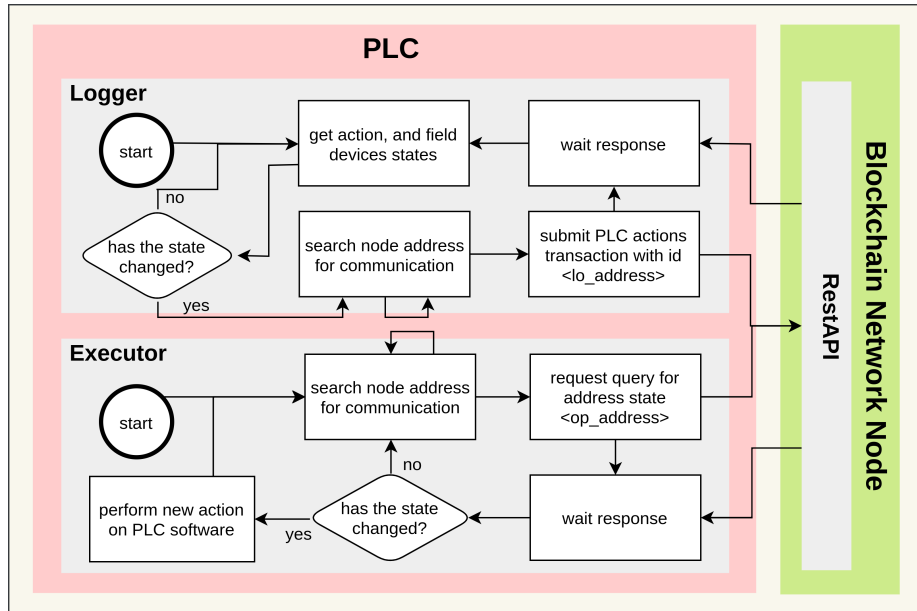 PLC
Logger
start
get action, and field
devices states
wait response
no
has the state
changed?
search node address
for communication
submit PLC actions
transaction with id
<lo_address>
yes
Executor
start
search node address
for communication
request query for
address state
<op_address>
no
perform new action
on PLC software
yes
has the state
changed?
wait response
RestAPI
Blockchain Network Node